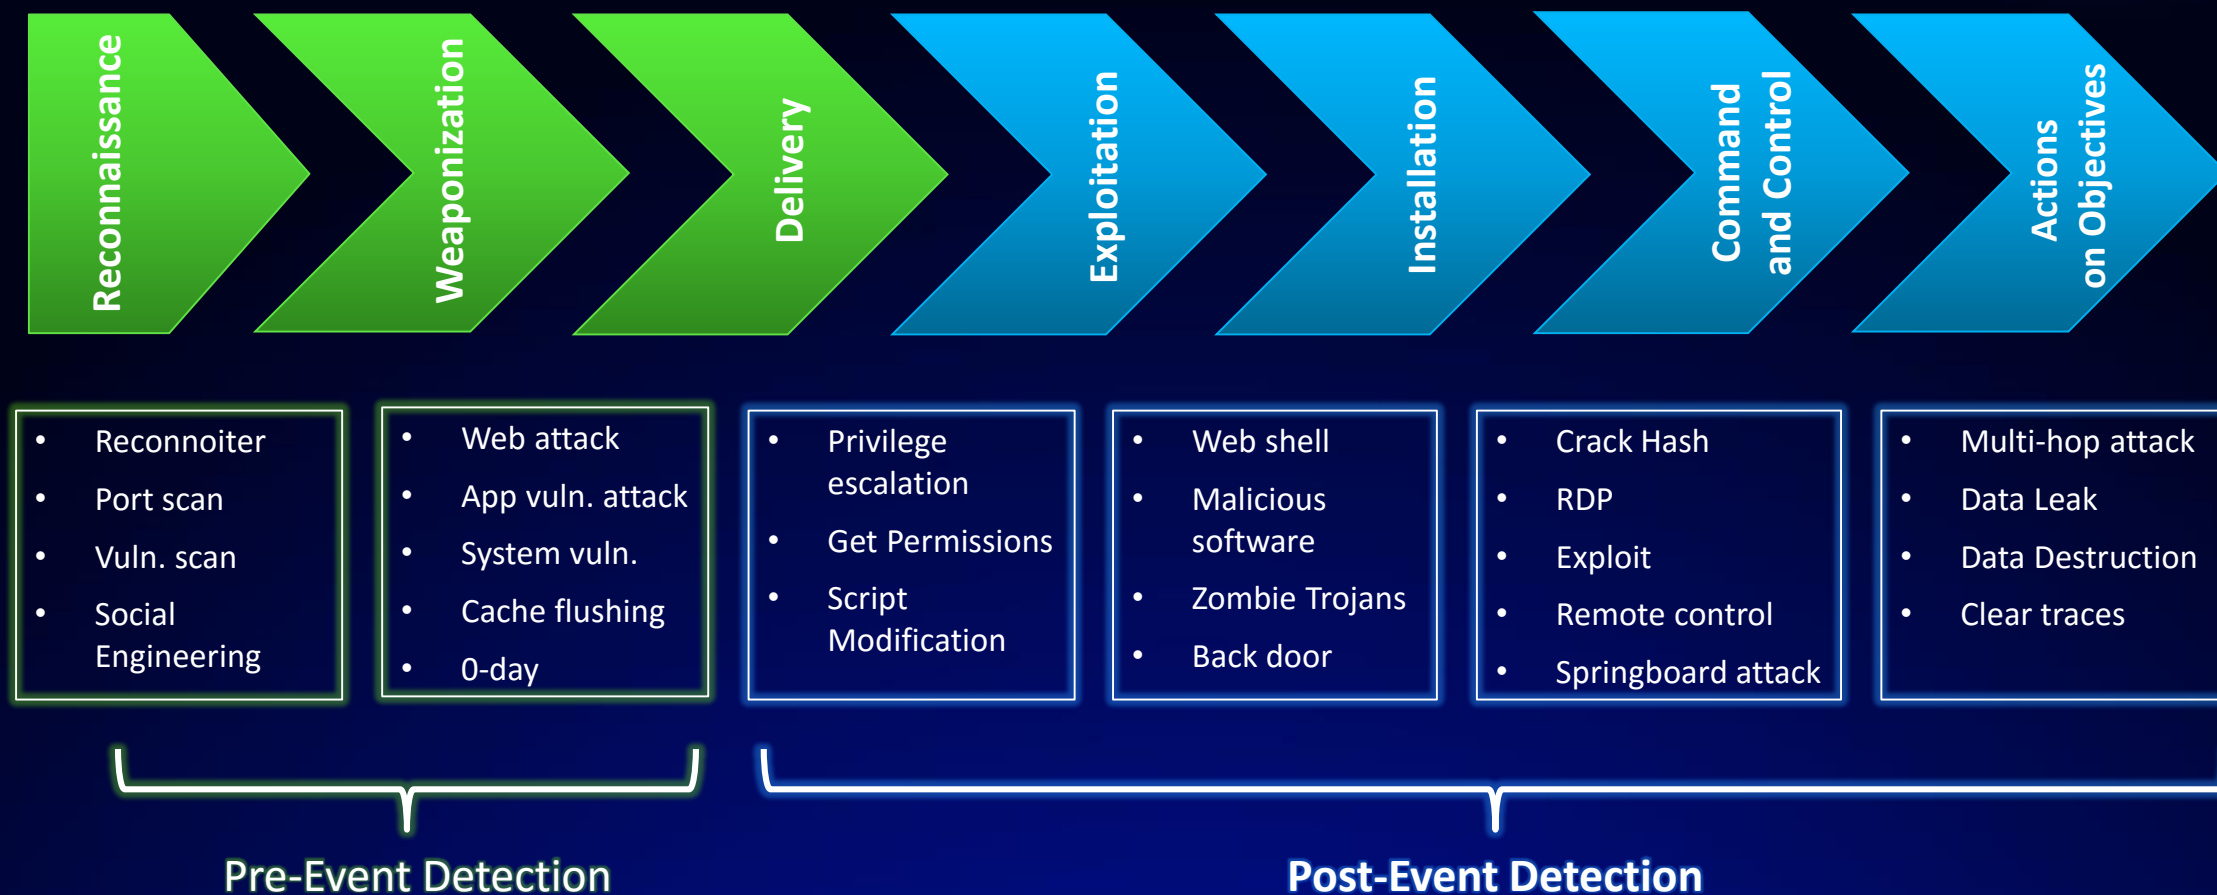 Reconnaissance
Weaponization
Delivery
Exploitation
Installation
Command
and Control
Actions
on Objectives
• Reconnoiter
• Port scan
• Vuln. scan
• Social
Engineering
• Web attack
• App vuln. attack
• System vuln.
• Cache flushing
• 0-day
• Privilege
escalation
• Get Permissions
• Script
Modification
• Web shell
• Malicious
software
• Zombie Trojans
• Back door
• Crack Hash
• RDP
• Exploit
• Remote control
• Springboard attack
• Multi-hop attack
• Data Leak
• Data Destruction
• Clear traces
Pre-Event Detection
Post-Event Detection